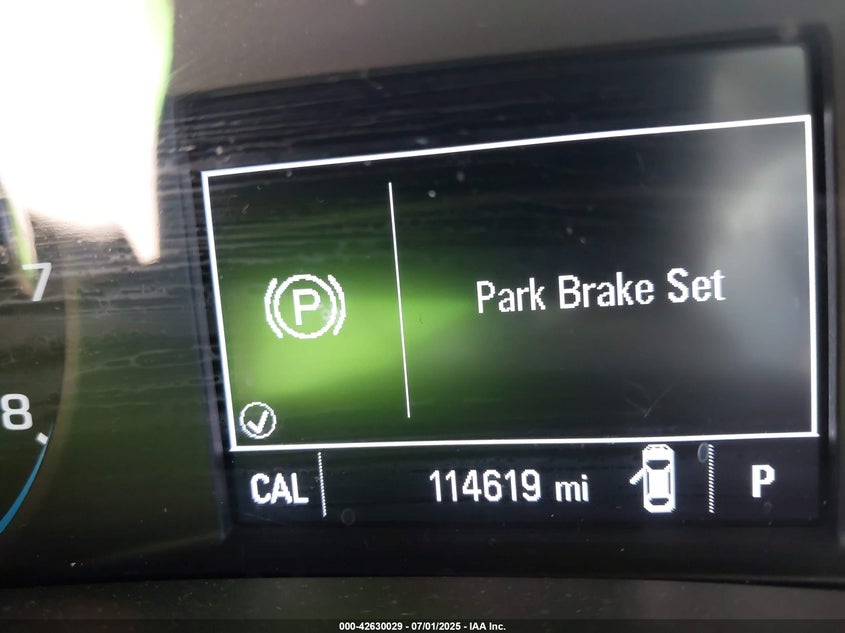 7
P
Park Brake Set
8
CAL
114619 mi
P
000-42630029 - 07/01/2025 - IAA Inc.